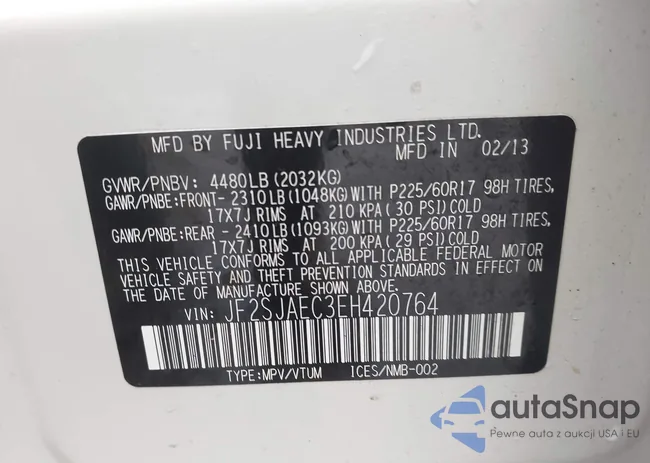 MFD BY FUJI HEAVY INDUSTRIES LTD.
MFD IN 02/13
GVWR/PNBV: 4480LB(2032KG)
GAWR/PNBE:FRONT- 2310LB(1048KG)WITH P225/60R17 98H TIRES,
17X7J RIMS AT 210 KPA(30 PSI)COLD
GAWR/PNBE:REAR - 2410LB(1093KG)WITH P225/60R17 98H TIRES,
17X7J RIMS AT 200 KPA(29 PSI)COLD
THIS VEHICLE CONFORMS TO ALL APPLICABLE FEDERAL MOTOR
VEHICLE SAFETY AND THEFT PREVENTION STANDARDS IN EFFECT
ON THE DATE OF MANUFACTURE SHOWN ABOVE.
VIN: JF2SJAEC3EH420764
TYPE:MPV/VTUM ICES/NMB-002
autaSnap
Pewne auta z aukcji USA i EU